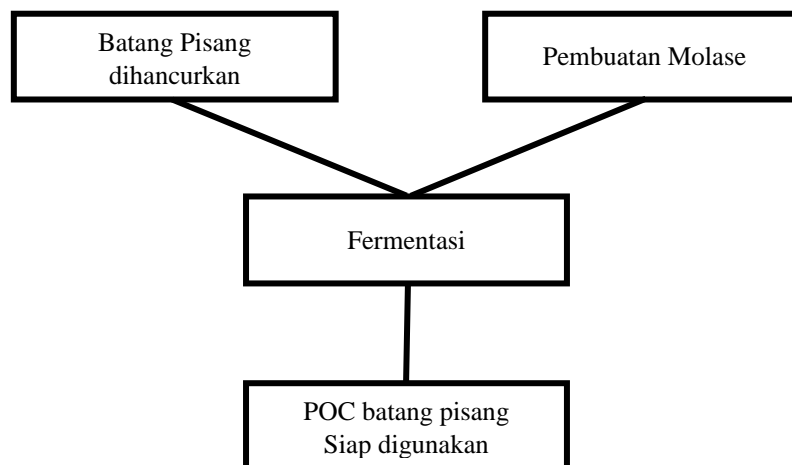 Batang Pisang
dihancurkan
Pembuatan Molase
Fermentasi
POC batang pisang
Siap digunakan